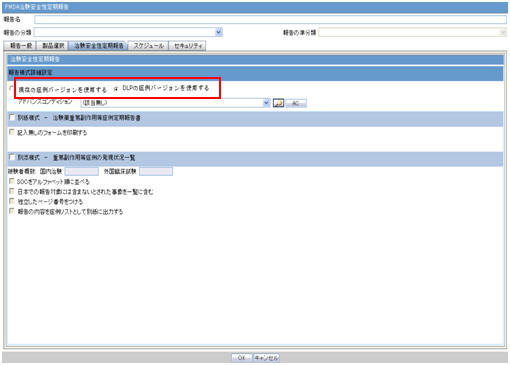 PMDA治験安全性定期報告
報告名
報告の分類 報告の準分類
報告一般 製品選択 治験安全性定期報告 スケジュール セキュリティ
治験安全性定期報告
報告様式詳細設定
現在の症例バージョンを使用する DLPの症例バージョンを使用する
アドバンスコンディション (該当無し) AC
別紙様式 - 治験薬重篤副作用等症例定期報告書
記入無しのフォームを印刷する
別添様式 - 重篤副作用等症例の発現状況一覧
被験者概数: 国内治験 外国臨床試験
SOCをアルファベット順に並べる
日本での報告対象には含まないとされた事象を一覧に含む
独立したページ番号をつける
報告の内容を症例リストとして別紙に出力する
OK キャンセル